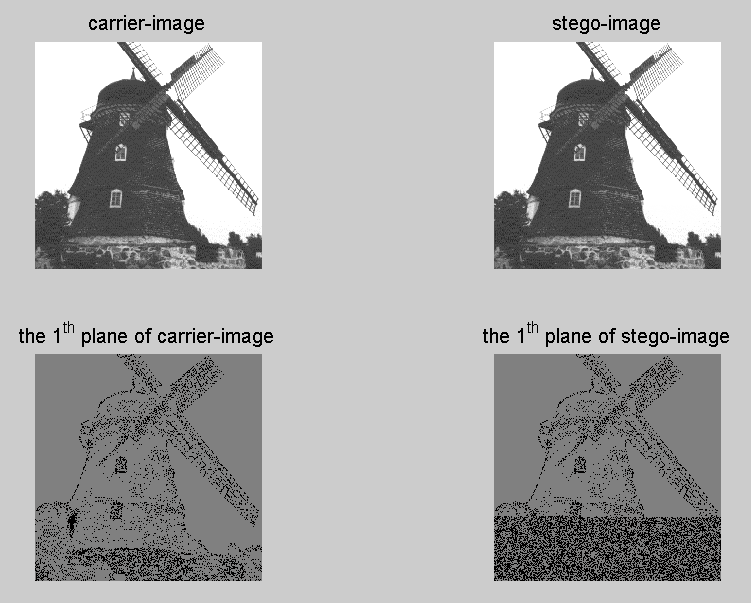 carrier-image
stego-image
the 1th plane of carrier-image
the 1th plane of stego-image